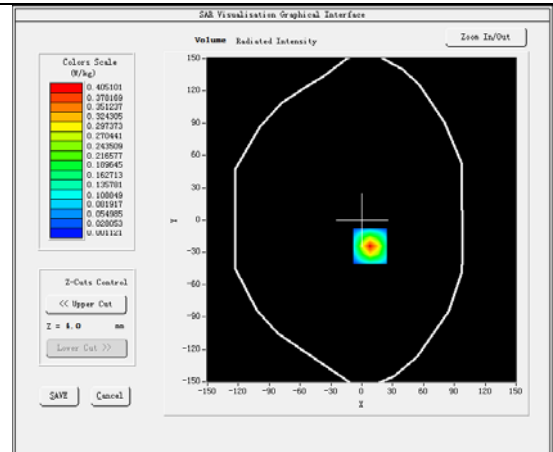 SAR Visualisation Graphical Interface
Volume Radiated Intensity
Zoom In/Out
Colors Scale
(W/kg)
0.405101
0.378169
0.351237
0.324305
0.297373
0.270441
0.243509
0.216577
0.189645
0.162713
0.135781
0.108849
0.081917
0.054985
0.028053
0.001121
Z-Cuts Control
<< Upper Cut
Z = 4.0 mm
Lower Cut >>
SAVE Cancel
150
120
90
60
30
0
-30
-60
-90
-120
-150
Y
-150 -120 -90 -60 -30 0 30 60 90 120 150
X